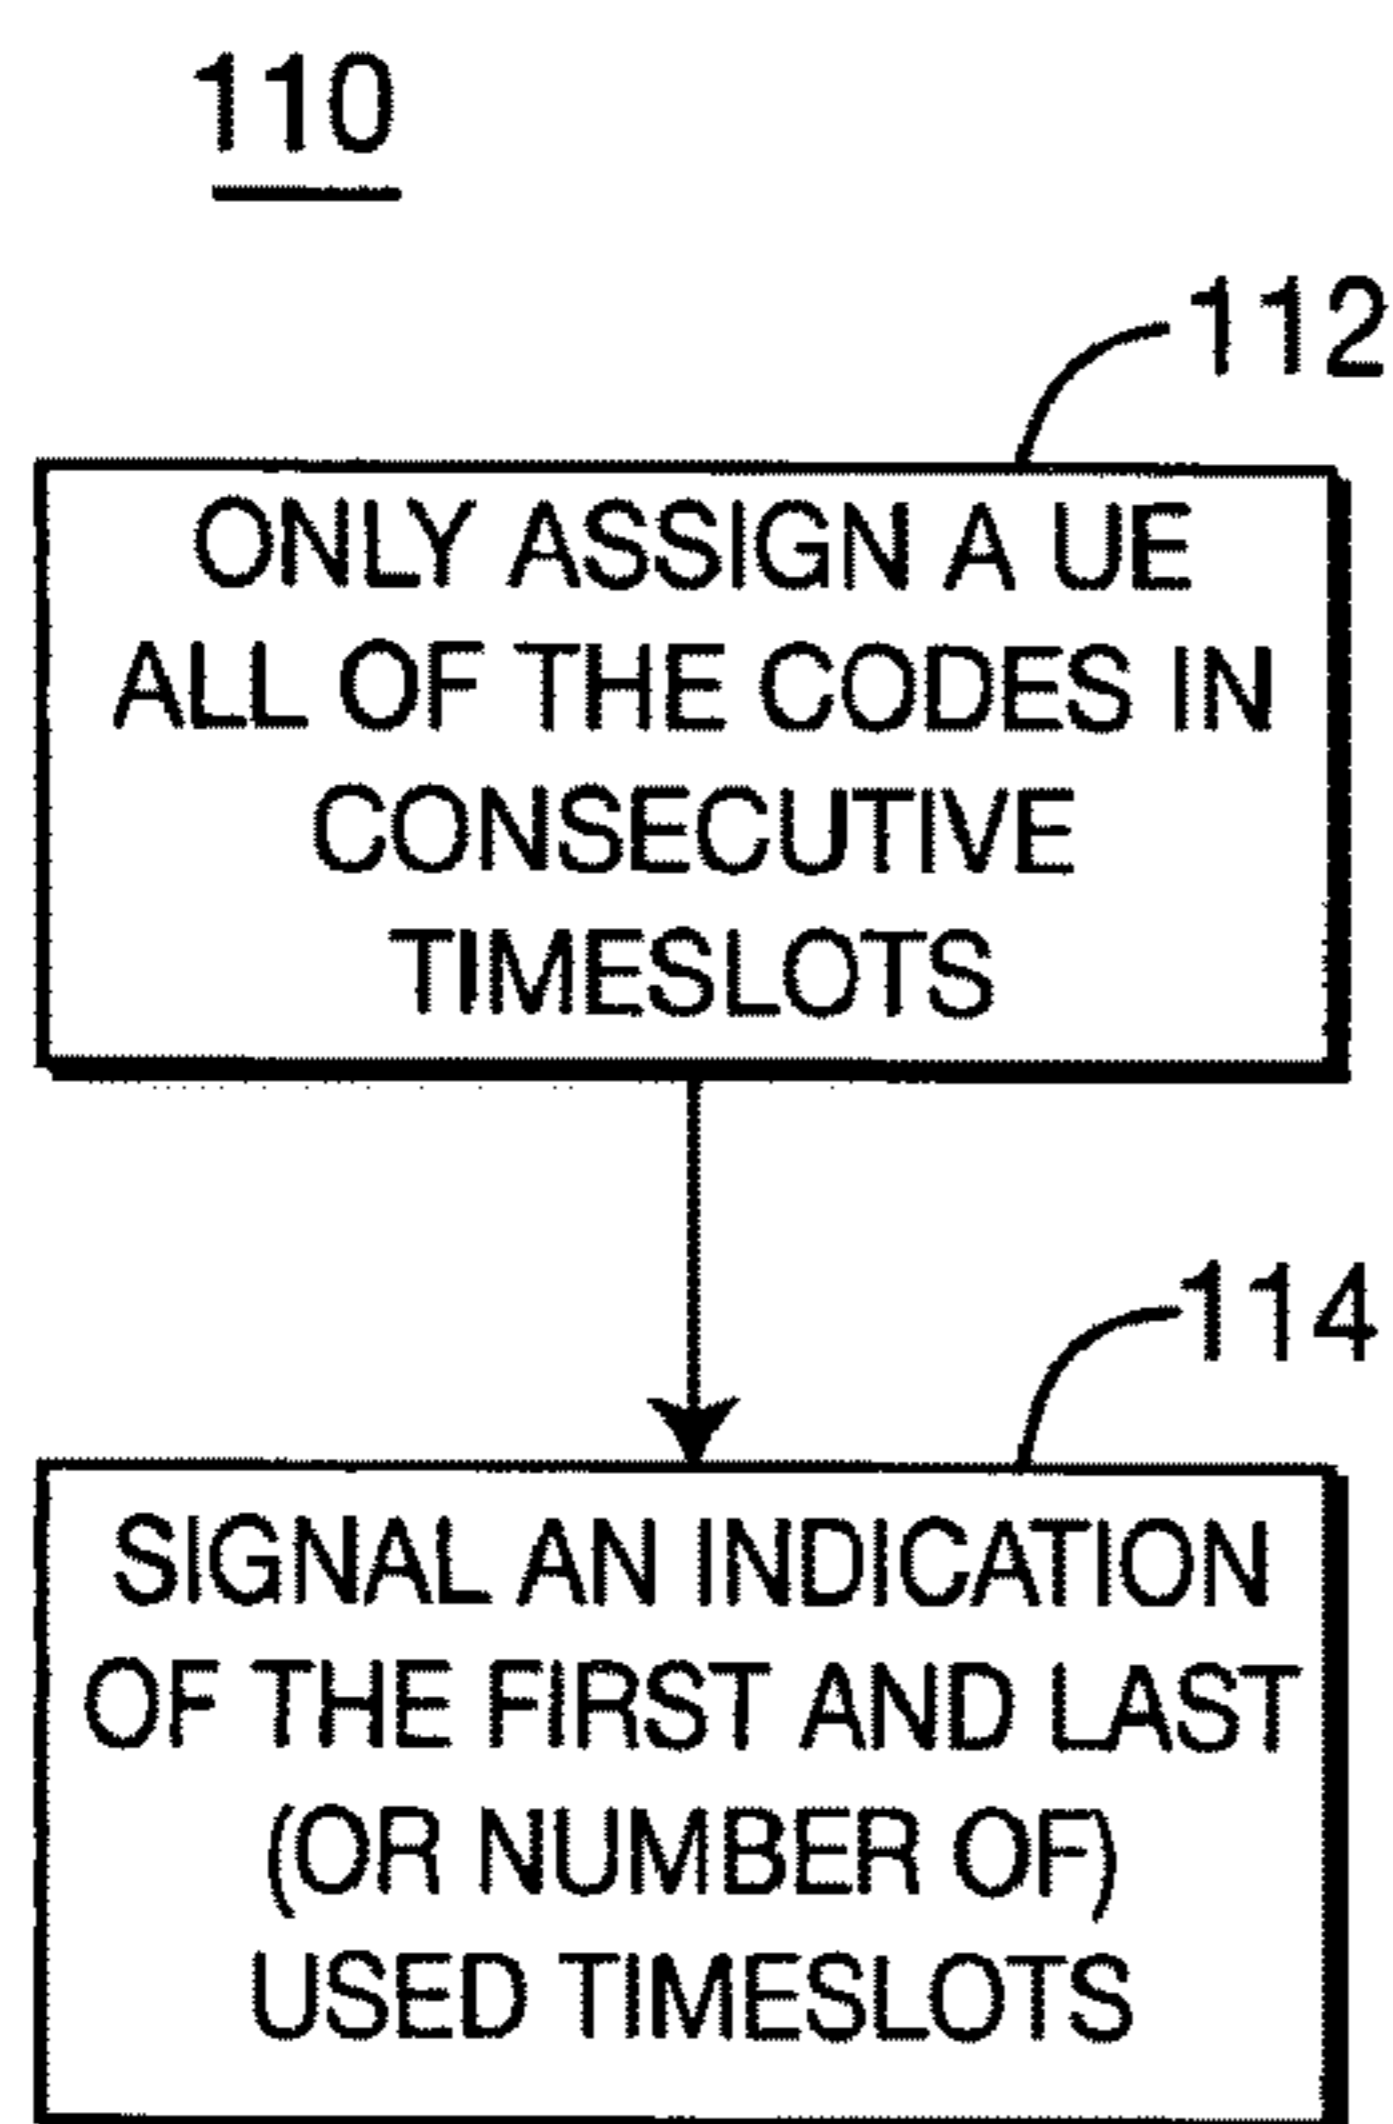 110
112
ONLY ASSIGN A UE
ALL OF THE CODES IN
CONSECUTIVE
TIMESLOTS
114
SIGNAL AN INDICATION
OF THE FIRST AND LAST
(OR NUMBER OF)
USED TIMESLOTS